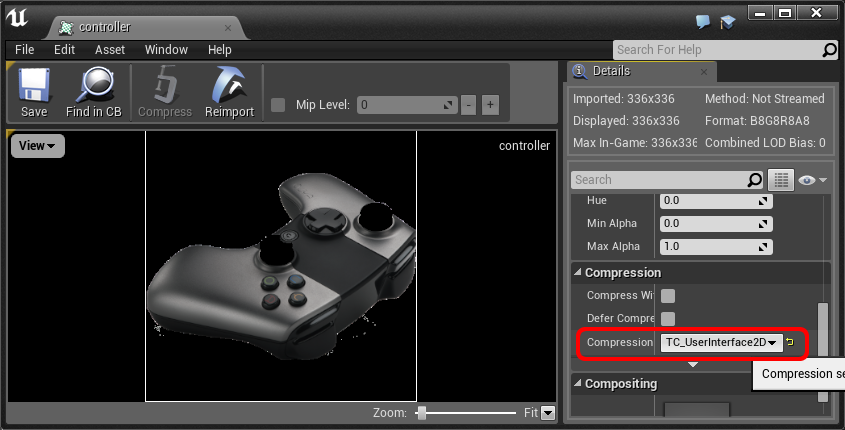 controller
File Edit Asset Window Help
Search For Help
Save Find in CB Compress Reimport
Mip Level: 0 - +
View
controller
Zoom: Fit
Details
Imported: 336x336 Method: Not Streamed
Displayed: 336x336 Format: B8G8R8A8
Max In-Game: 336x336 Combined LOD Bias: 0
Search
Hue 0.0
Min Alpha 0.0
Max Alpha 1.0
Compression
Compress Wi
Defer Compre
Compression TC_UserInterface2D
Compression se
Compositing